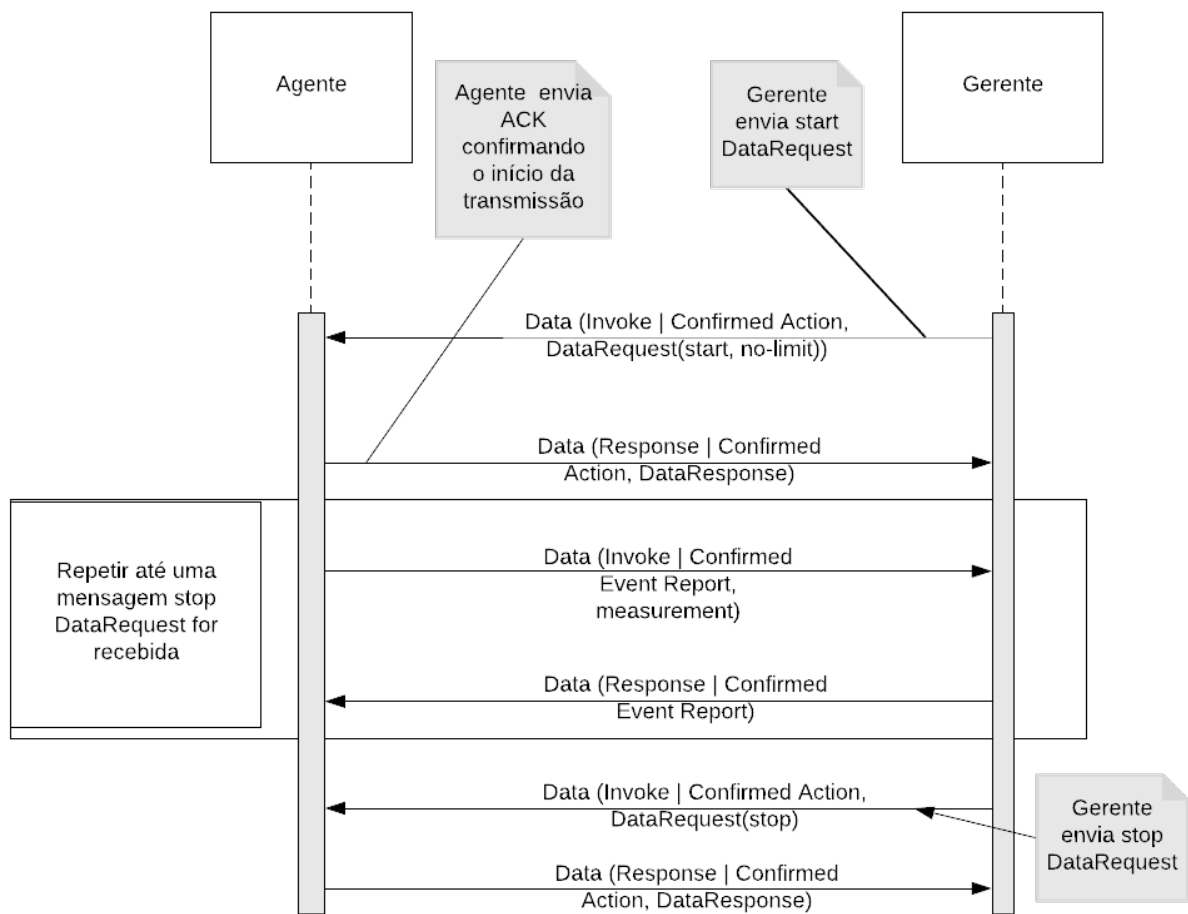 Agente
Agente envia
ACK
confirmando
o início da
transmissão
Gerente
envia start
DataRequest
Gerente
Data (Invoke | Confirmed Action,
DataRequest(start, no-limit))
Data (Response | Confirmed
Action, DataResponse)
Repetir até uma
mensagem stop
DataRequest for
recebida
Data (Invoke | Confirmed
Event Report,
measurement)
Data (Response | Confirmed
Event Report)
Data (Invoke | Confirmed Action,
DataRequest(stop)
Gerente
envia stop
DataRequest
Data (Response | Confirmed
Action, DataResponse)